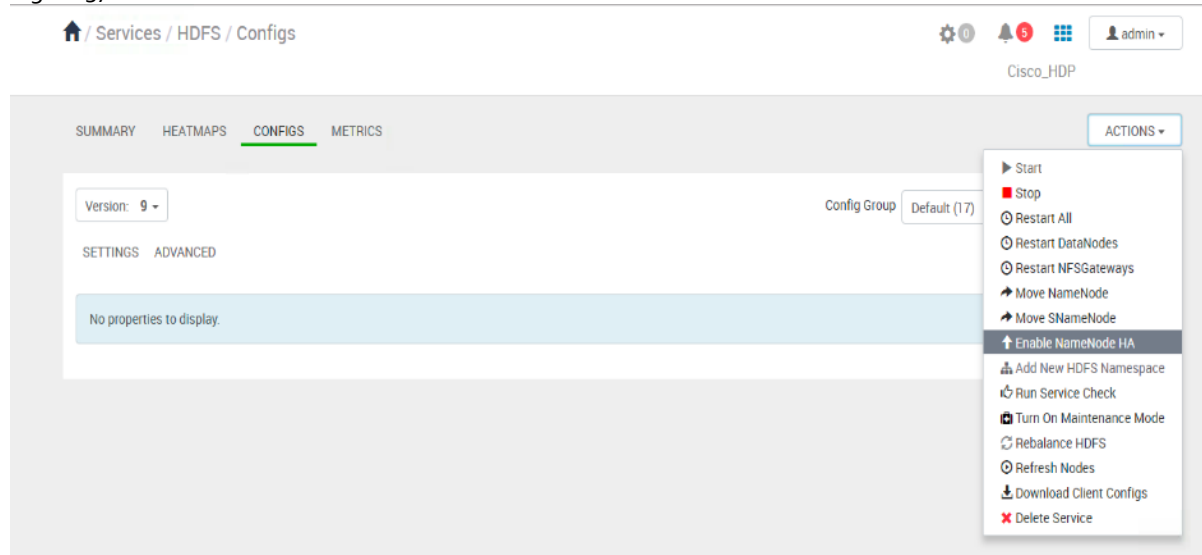 / Services / HDFS / Configs
0
5
admin
Cisco_HDP
SUMMARY HEATMAPS CONFIGS METRICS
ACTIONS
Version: 9
Config Group Default (17)
SETTINGS ADVANCED
No properties to display.
Start
Stop
Restart All
Restart DataNodes
Restart NFSGateways
Move NameNode
Move SNameNode
Enable NameNode HA
Add New HDFS Namespace
Run Service Check
Turn On Maintenance Mode
Rebalance HDFS
Refresh Nodes
Download Client Configs
Delete Service